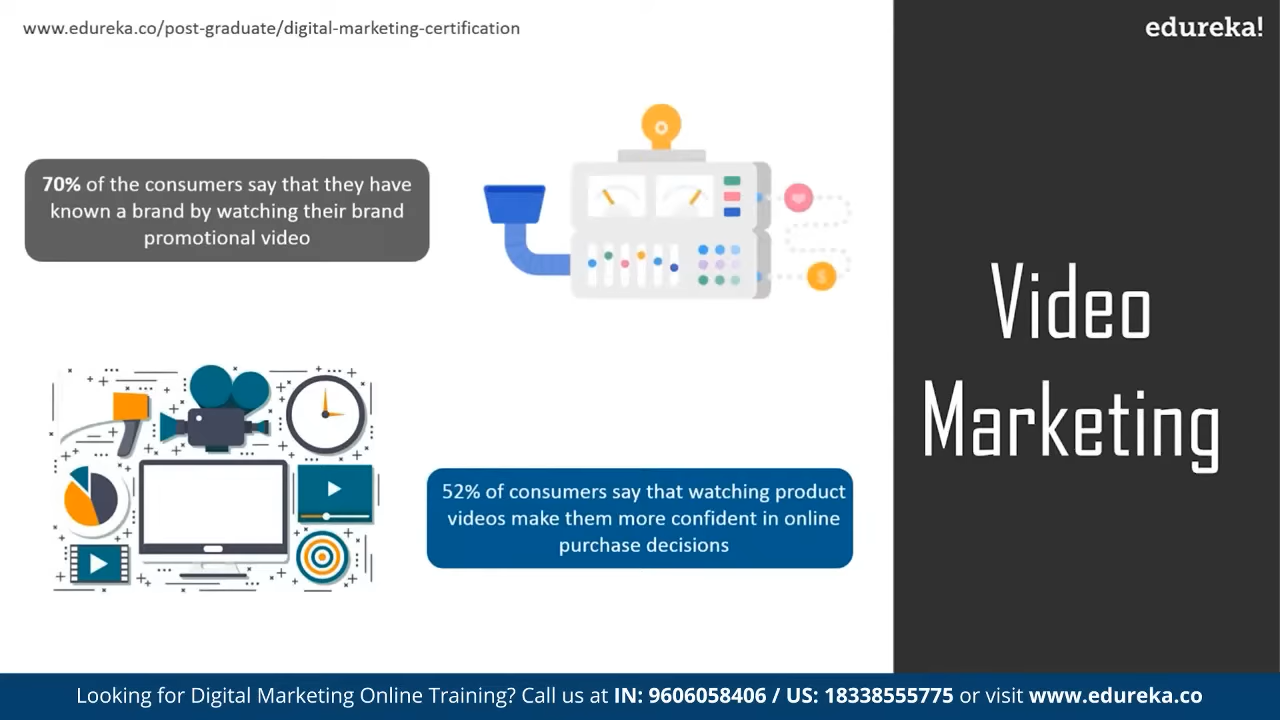 www.edureka.co/post-graduate/digital-marketing-certification
edureka!
70% of the consumers say that they have
known a brand by watching their brand
promotional video
Video
Marketing
52% of consumers say that watching product
videos make them more confident in online
purchase decisions
Looking for Digital Marketing Online Training? Call us at IN: 9606058406 / US: 18338555775 or visit www.edureka.co